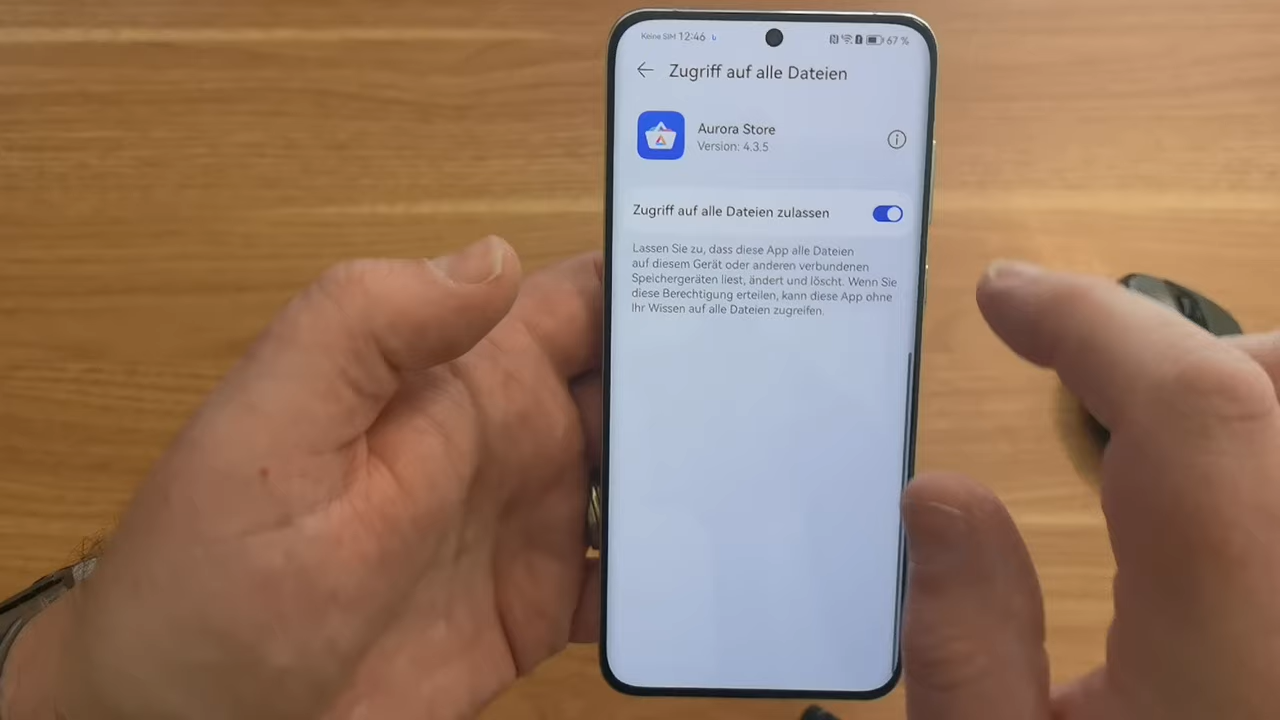 Keine SIM 12:46 67 %
Zugriff auf alle Dateien
Aurora Store
Version: 4.3.5
Zugriff auf alle Dateien zulassen
Lassen Sie zu, dass diese App alle Dateien
auf diesem Gerät oder anderen verbundenen
Speichergeräten liest, ändert und löscht. Wenn Sie
diese Berechtigung erteilen, kann diese App ohne
Ihr Wissen auf alle Dateien zugreifen.